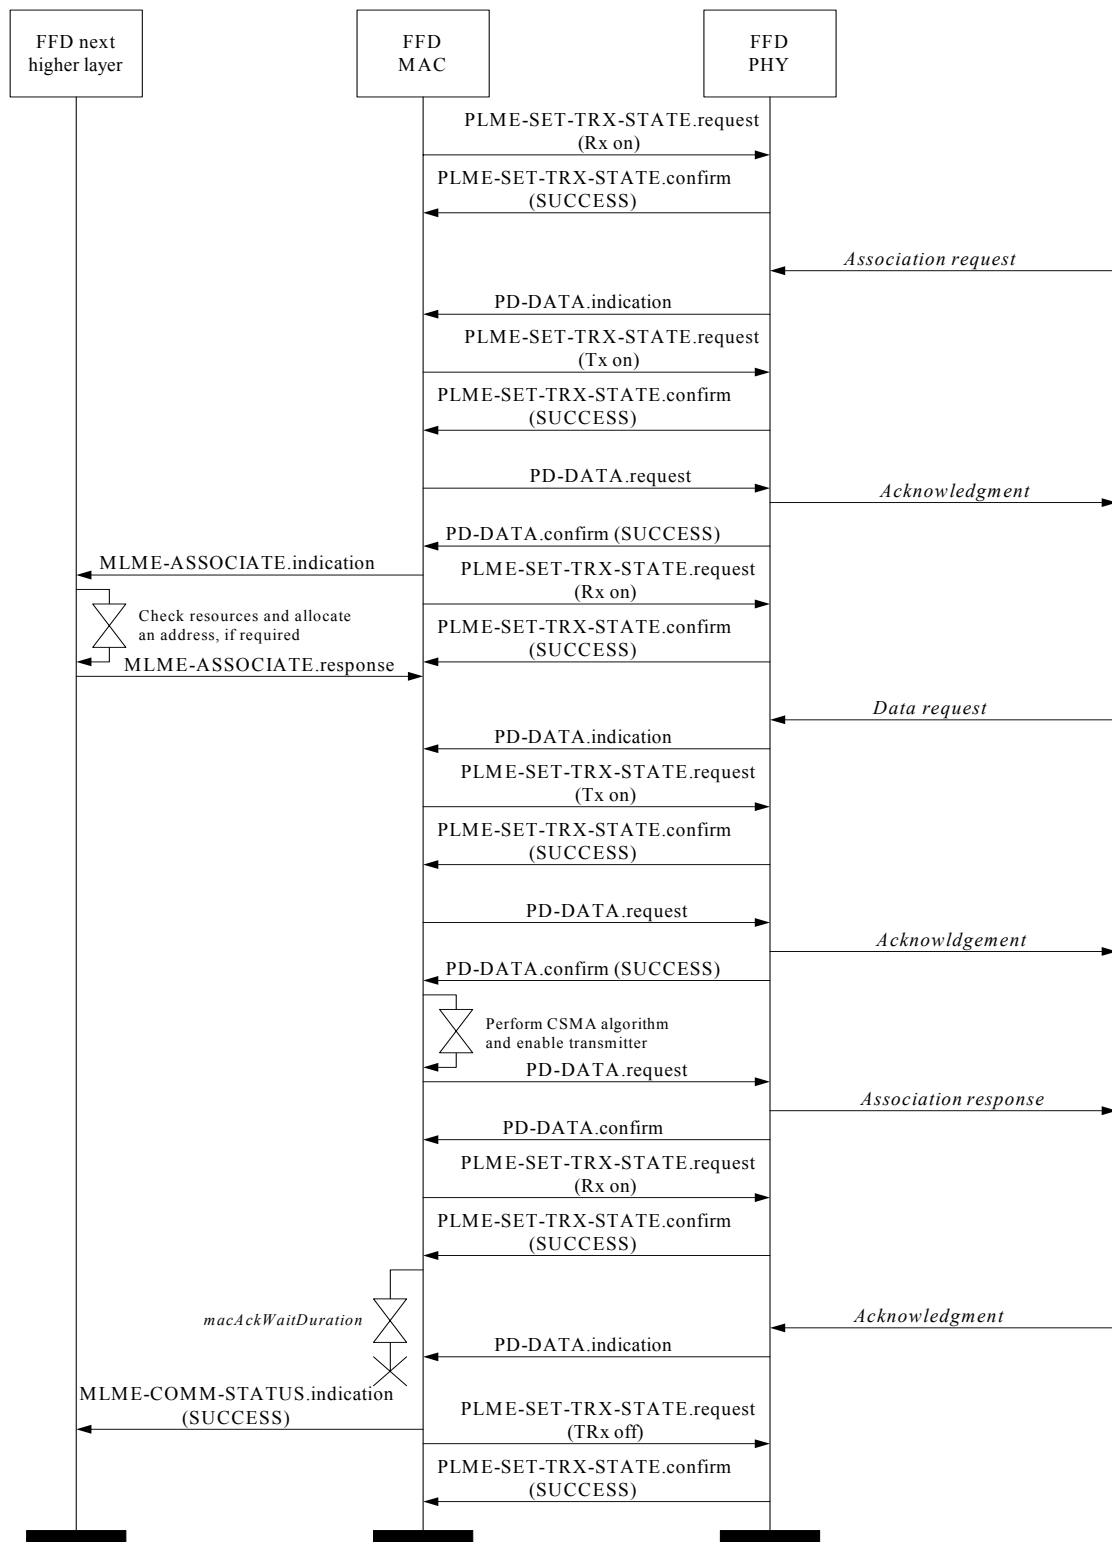 FFD next
higher layer
FFD
MAC
FFD
PHY
PLME-SET-TRX-STATE.request
(Rx on)
PLME-SET-TRX-STATE.confirm
(SUCCESS)
Association request
PD-DATA.indication
PLME-SET-TRX-STATE.request
(Tx on)
PLME-SET-TRX-STATE.confirm
(SUCCESS)
PD-DATA.request
Acknowledgment
PD-DATA.confirm (SUCCESS)
MLME-ASSOCIATE.indication
PLME-SET-TRX-STATE.request
(Rx on)
Check resources and allocate
an address, if required
PLME-SET-TRX-STATE.confirm
(SUCCESS)
MLME-ASSOCIATE.response
Data request
PD-DATA.indication
PLME-SET-TRX-STATE.request
(Tx on)
PLME-SET-TRX-STATE.confirm
(SUCCESS)
PD-DATA.request
Acknowldgement
PD-DATA.confirm (SUCCESS)
Perform CSMA algorithm
and enable transmitter
PD-DATA.request
Association response
PD-DATA.confirm
PLME-SET-TRX-STATE.request
(Rx on)
PLME-SET-TRX-STATE.confirm
(SUCCESS)
macAckWaitDuration
Acknowledgment
PD-DATA.indication
MLME-COMM-STATUS.indication
(SUCCESS)
PLME-SET-TRX-STATE.request
(TRx off)
PLME-SET-TRX-STATE.confirm
(SUCCESS)